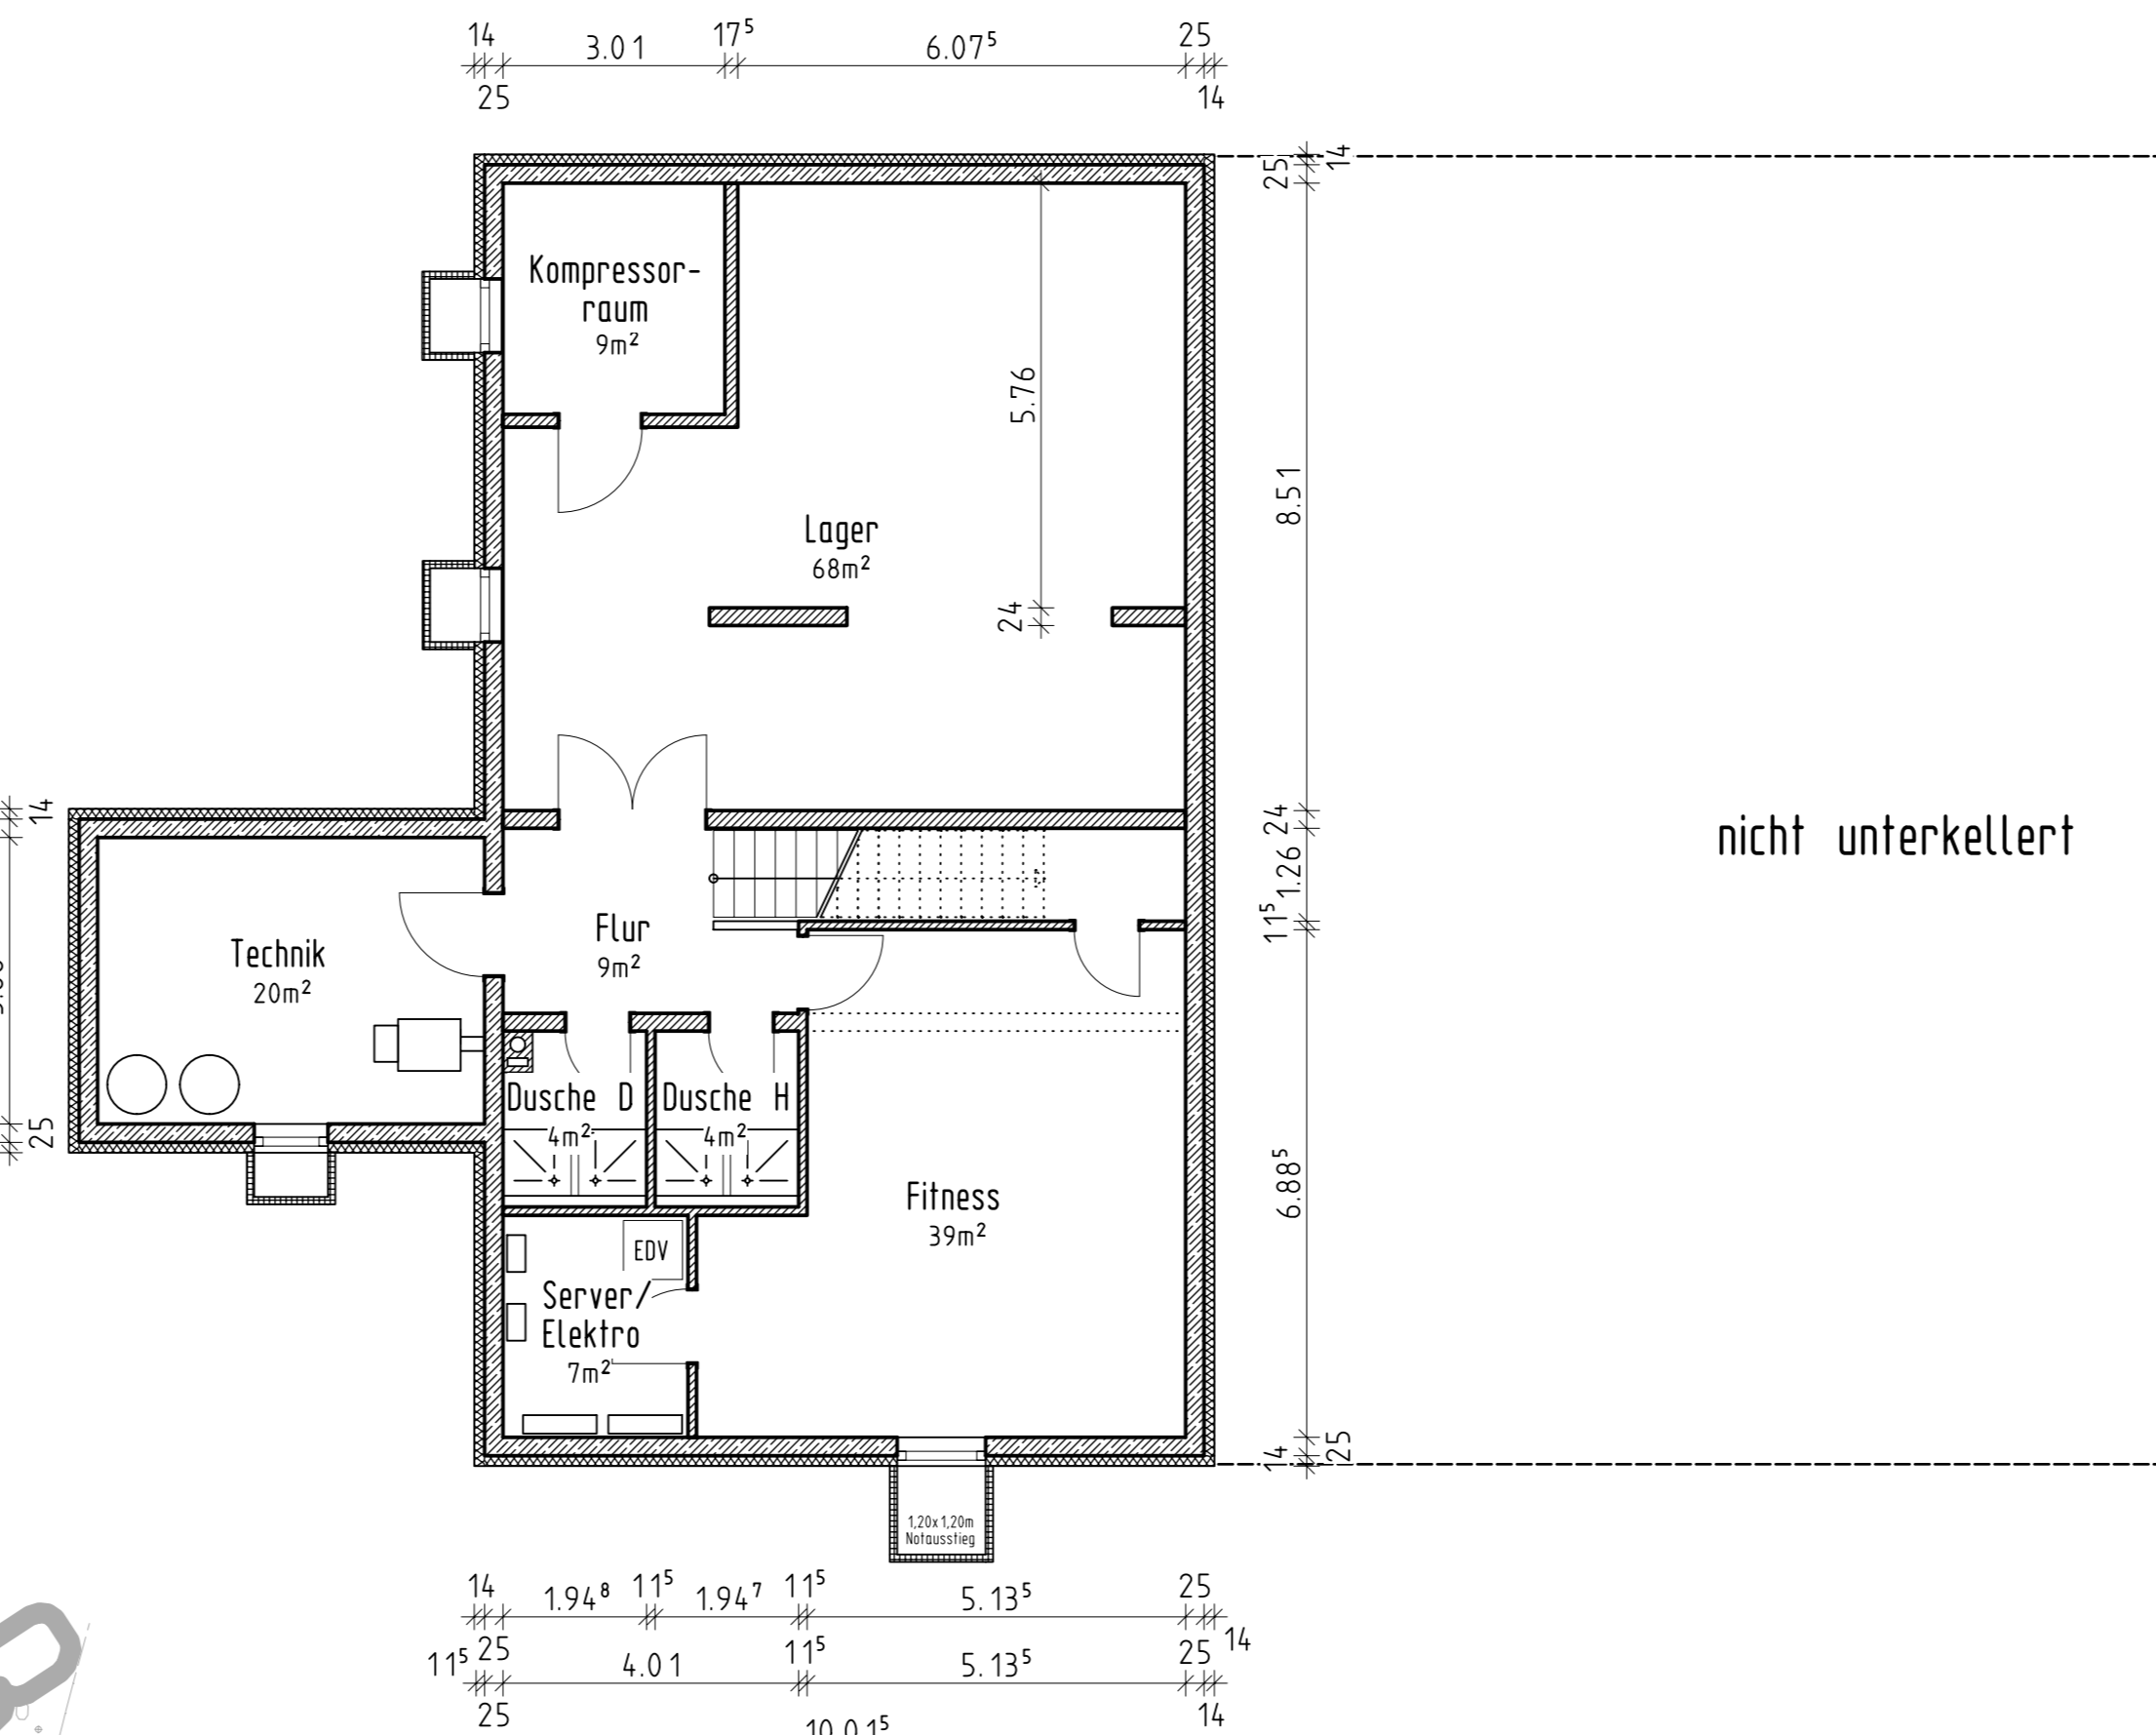 14 3.01 17⁵ 6.07⁵ 25
25 14
25 14
Kompressor-
raum
9m²
5.76
8.51
Lager
68m²
24
14
24
nicht unterkellert
1.26
11⁵
Flur
9m²
Technik
20m²
Dusche D Dusche H
4m² 4m²
25
6.88⁵
Fitness
39m²
EDV
Server/
Elektro
7m²
14 25
1,20x1,20m
Notausstieg
14 1.94⁸ 11⁵ 1.94⁷ 11⁵ 5.13⁵ 25
25 14
11⁵ 4.01 11⁵ 5.13⁵ 25
25 14
10.01⁵